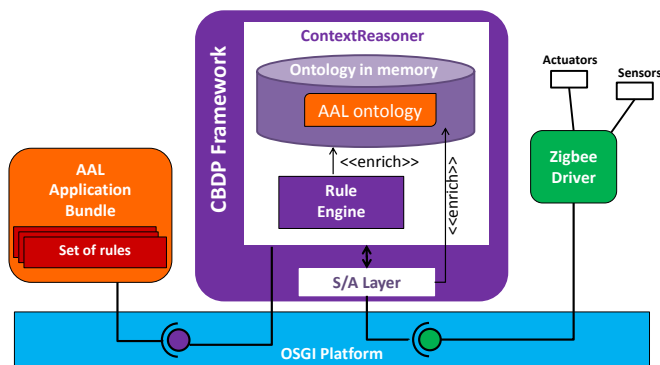 ContextReasoner
Ontology in memory
AAL ontology
<<enrich>>
Rule
Engine
<<enrich>>
CBDP Framework
S/A Layer
AAL
Application
Bundle
Set of rules
Actuators
Sensors
Zigbee
Driver
OSGI Platform